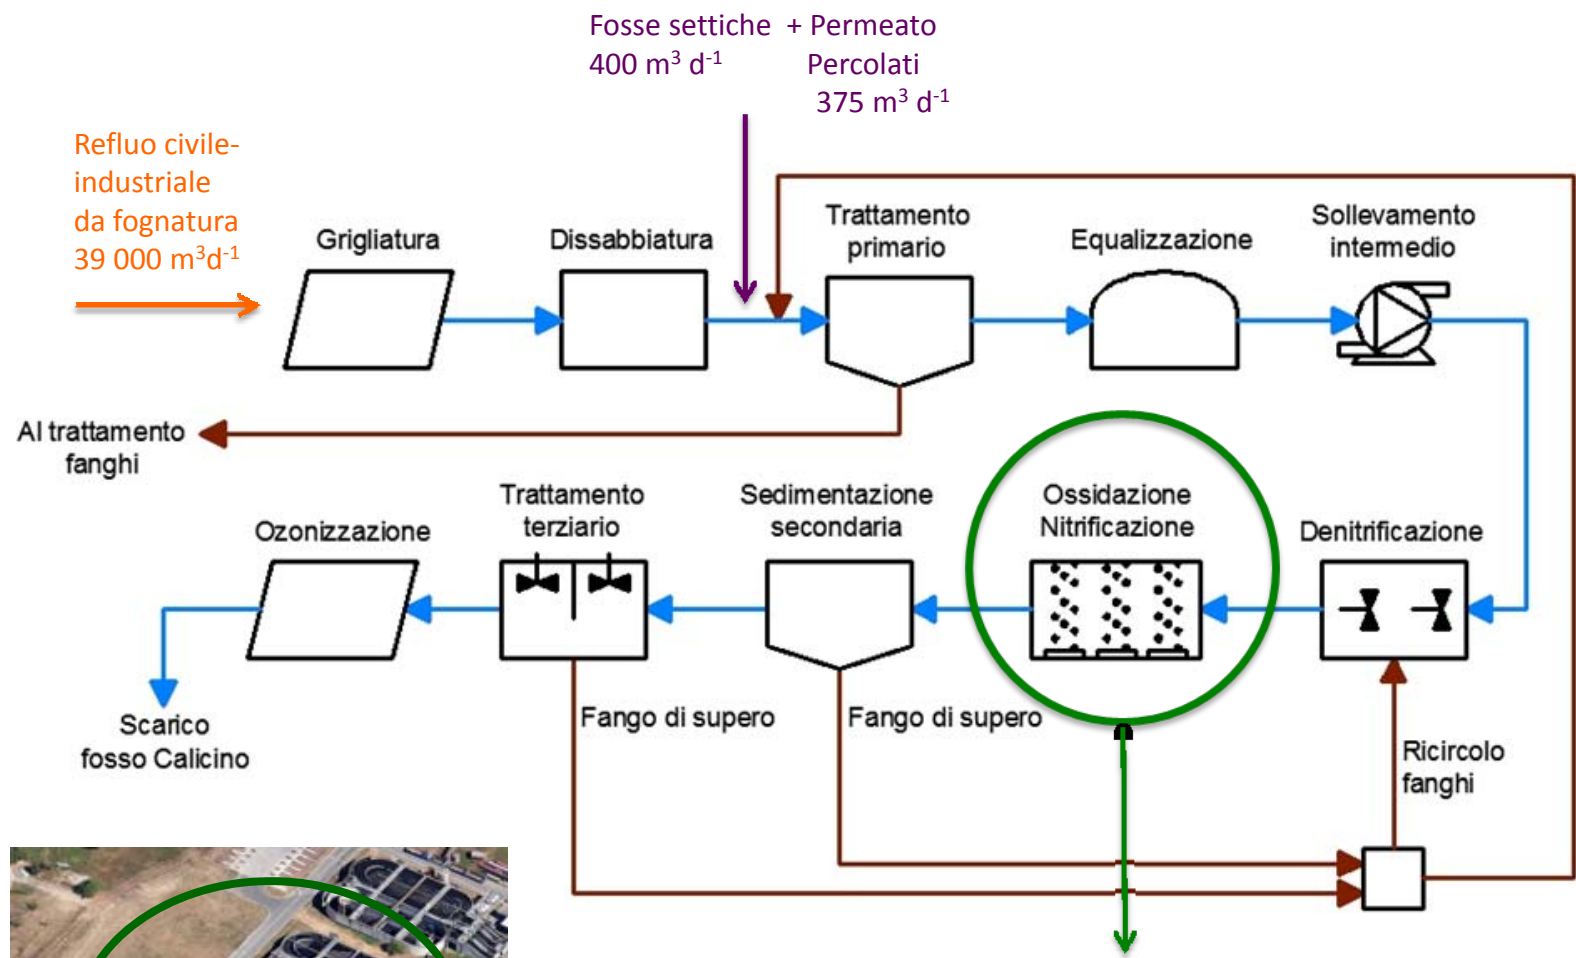 Fosse settiche + Permeato
400 m³ d⁻¹ Percolati
375 m³ d⁻¹
Refluo civile-
industriale
da fognatura
39 000 m³d⁻¹
Grigliatura
Dissabbiatura
Trattamento
primario
Equalizzazione
Sollevamento
intermedio
Al trattamento
fanghi
Ozonizzazione
Trattamento
terziario
Sedimentazione
secondaria
Ossidazione
Nitrificazione
Denitrificazione
Scarico
fosso Calicino
Fango di supero
Fango di supero
Ricircolo
fanghi